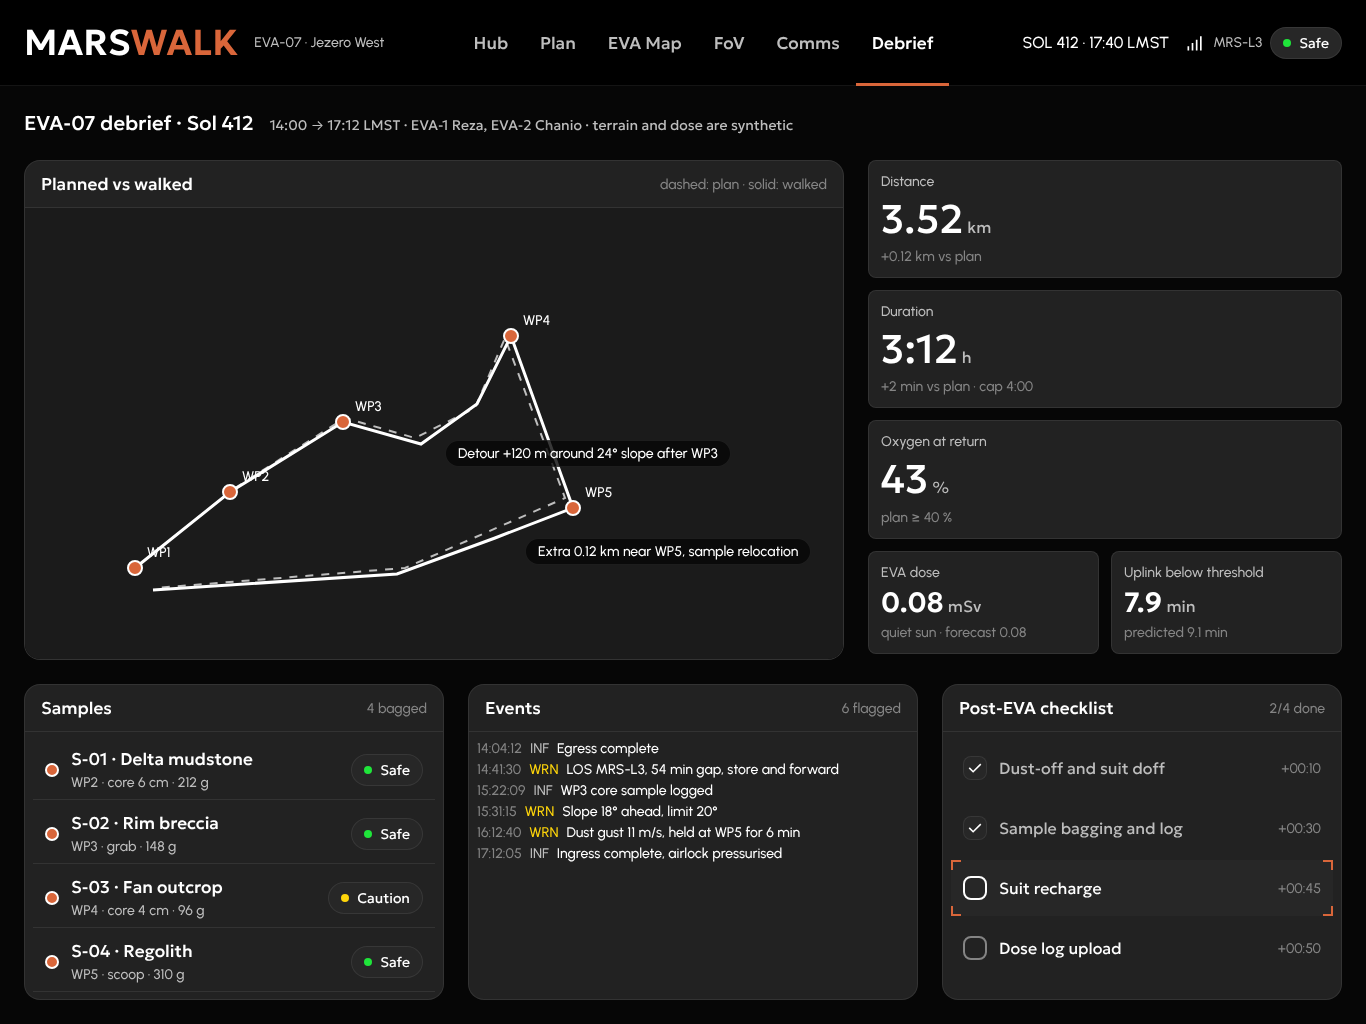 MARSWALK
EVA-07 · Jezero West
Hub
Plan
EVA Map
FoV
Comms
Debrief
SOL 412 · 17:40 LMST
MRS-L3
Safe
EVA-07 debrief · Sol 412
14:00 → 17:12 LMST · EVA-1 Reza, EVA-2 Chanio · terrain and dose are synthetic
Planned vs walked
dashed: plan · solid: walked
WP4
WP3
Detour +120 m around 24° slope after WP3
WP2
WP5
WP1
Extra 0.12 km near WP5, sample relocation
Distance
3.52 km
+0.12 km vs plan
Duration
3:12 h
+2 min vs plan · cap 4:00
Oxygen at return
43 %
plan ≥ 40 %
EVA dose
0.08 mSv
quiet sun · forecast 0.08
Uplink below threshold
7.9 min
predicted 9.1 min
Samples
4 bagged
S-01 · Delta mudstone
WP2 · core 6 cm · 212 g
Safe
S-02 · Rim breccia
WP3 · grab · 148 g
Safe
S-03 · Fan outcrop
WP4 · core 4 cm · 96 g
Caution
S-04 · Regolith
WP5 · scoop · 310 g
Safe
Events
6 flagged
14:04:12 INF Egress complete
14:41:30 WRN LOS MRS-L3, 54 min gap, store and forward
15:22:09 INF WP3 core sample logged
15:31:15 WRN Slope 18° ahead, limit 20°
16:12:40 WRN Dust gust 11 m/s, held at WP5 for 6 min
17:12:05 INF Ingress complete, airlock pressurised
Post-EVA checklist
2/4 done
Dust-off and suit doff
+00:10
Sample bagging and log
+00:30
Suit recharge
+00:45
Dose log upload
+00:50